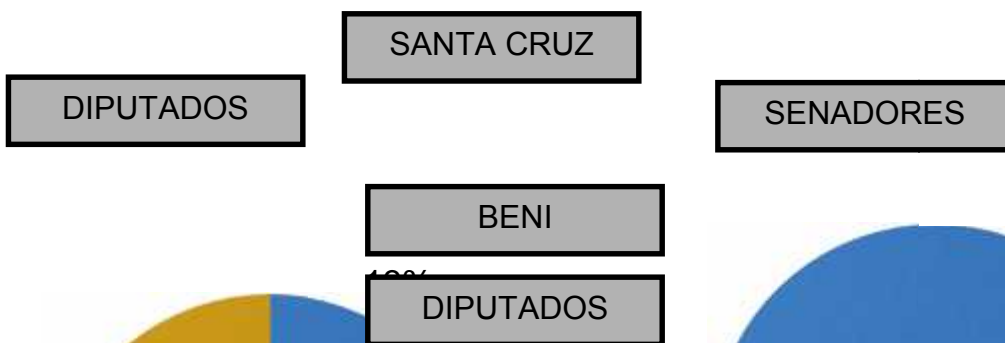 SANTA CRUZ
DIPUTADOS
SENADORES
BENI
DIPUTADOS